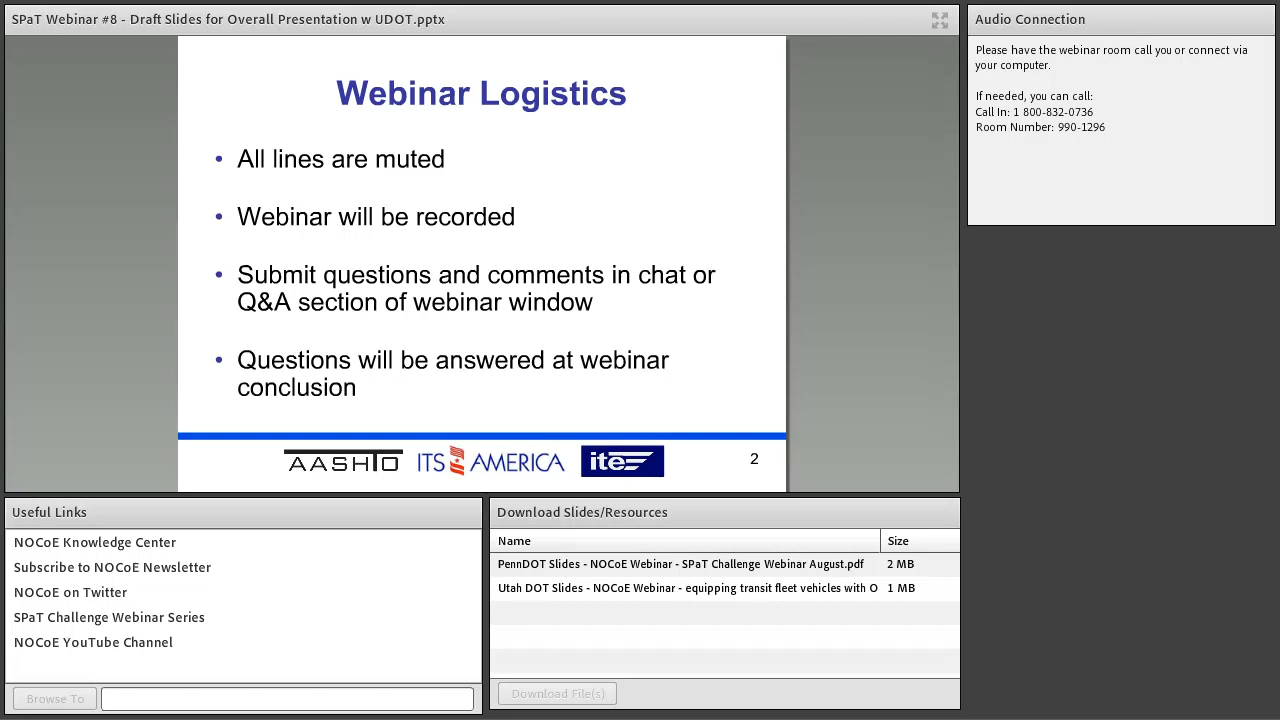 SPaT Webinar #8 - Draft Slides for Overall Presentation w UDOT.pptx
Webinar Logistics
• All lines are muted
• Webinar will be recorded
• Submit questions and comments in chat or
Q&A section of webinar window
• Questions will be answered at webinar
conclusion
AASHTO ITS AMERICA ite 2
Audio Connection
Please have the webinar room call you or connect via
your computer.
If needed, you can call:
Call In: 1 800-832-0736
Room Number: 990-1296
Useful Links
NOCoE Knowledge Center
Subscribe to NOCoE Newsletter
NOCoE on Twitter
SPaT Challenge Webinar Series
NOCoE YouTube Channel
Browse To
Download Slides/Resources
Name Size
PennDOT Slides - NOCoE Webinar - SPaT Challenge Webinar August.pdf 2 MB
Utah DOT Slides - NOCoE Webinar - equipping transit fleet vehicles with O 1 MB
Download File(s)